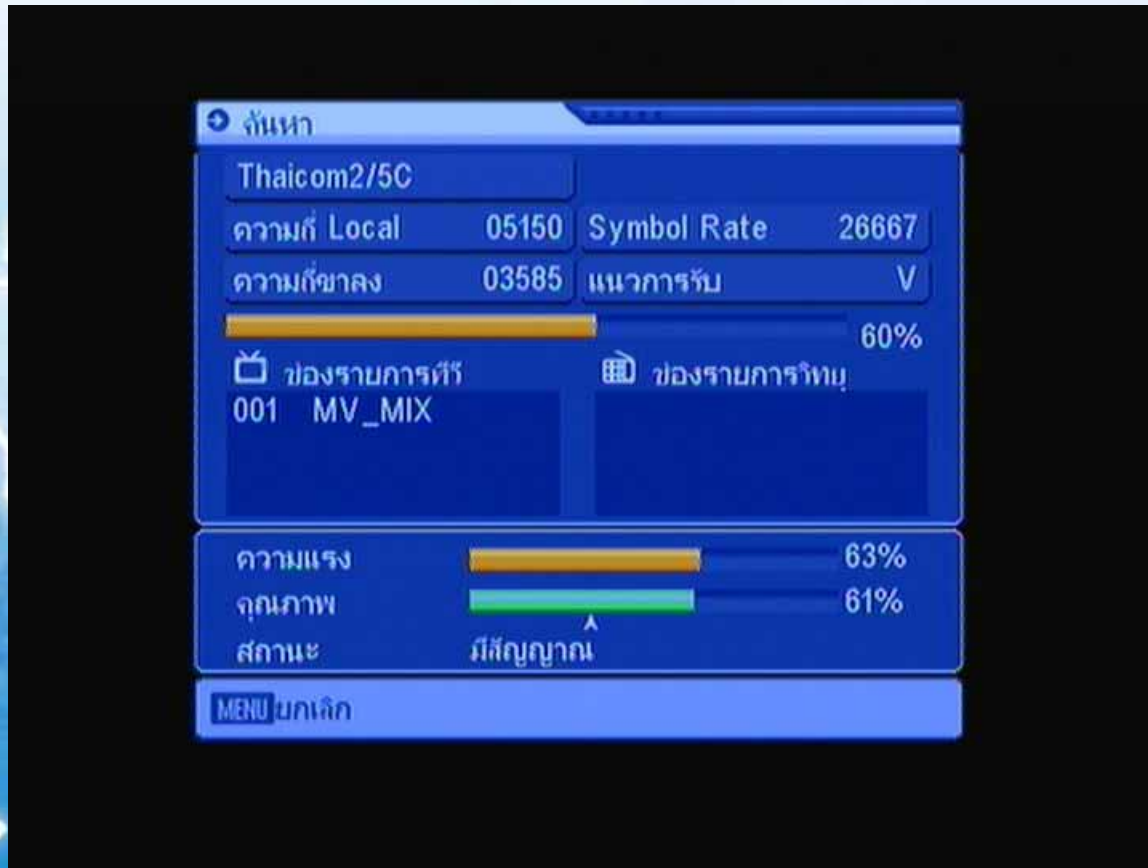 ค้นหา
Thaicom2/5C
ความถี่ Local 05150 Symbol Rate 26667
ความถี่ขาลง 03585 แนวการรับ V
60%
ช่องรายการทีวี ช่องรายการวิทยุ
001 MV_MIX
ความแรง 63%
คุณภาพ 61%
สถานะ มีสัญญาณ
MENU ยกเลิก